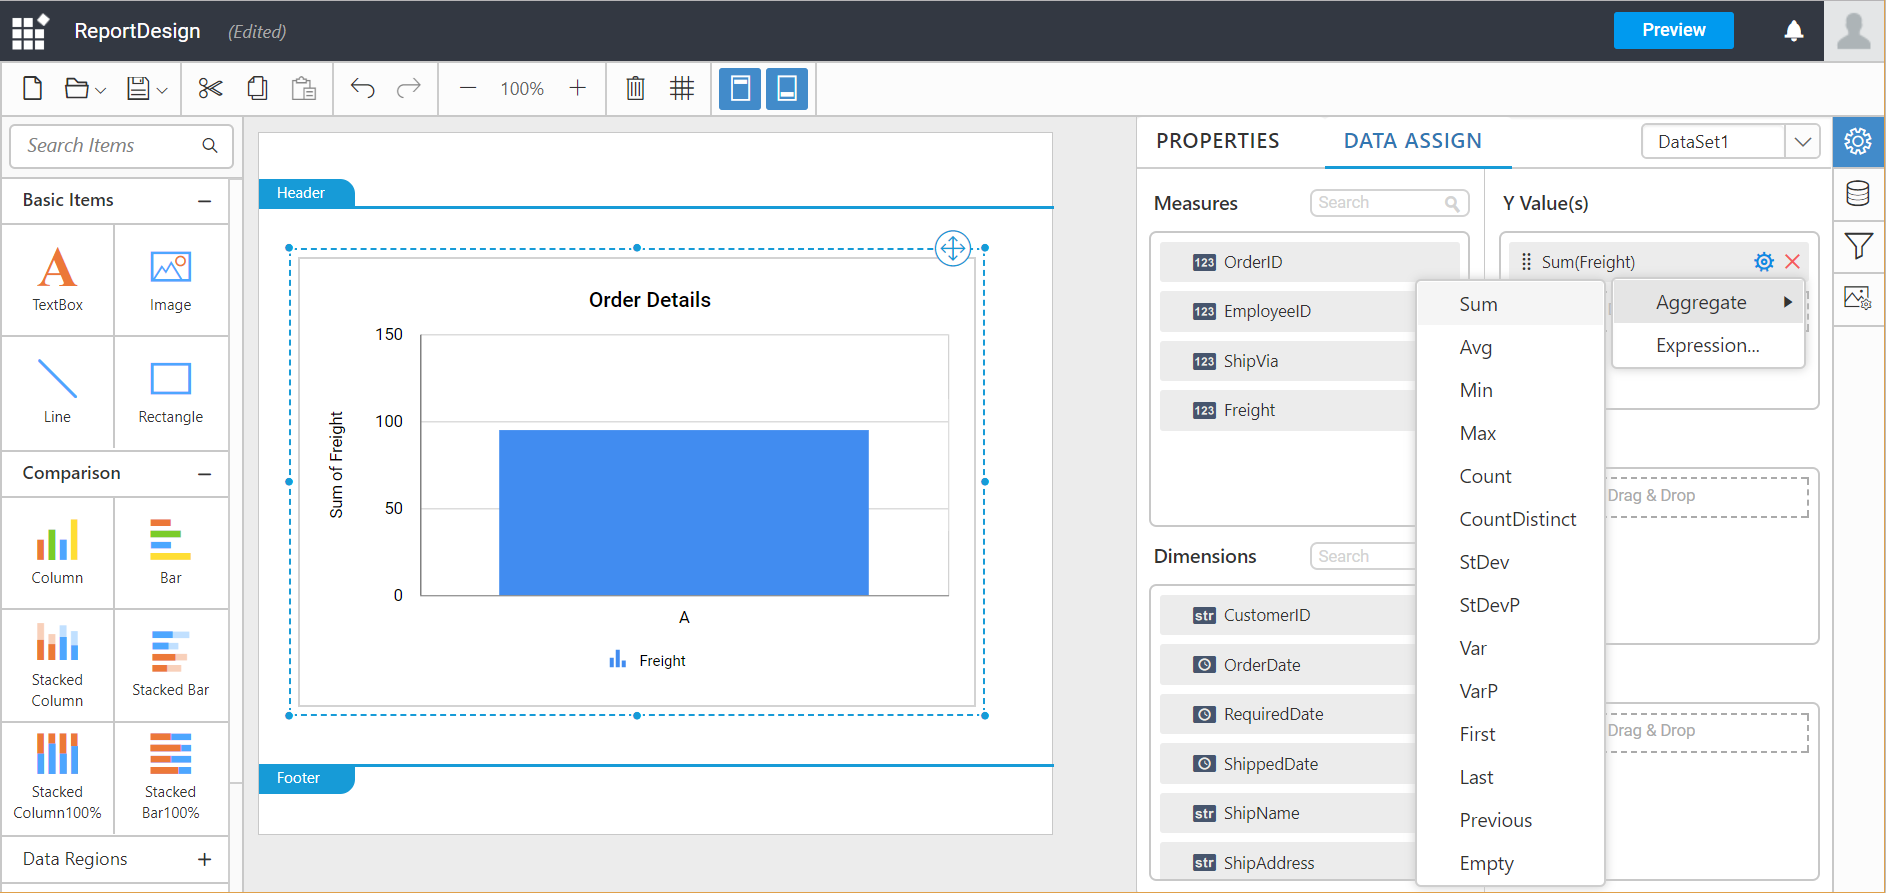 ReportDesign (Edited)
Preview
100%
Search Items
Basic Items
TextBox
Image
Line
Rectangle
Comparison
Column
Bar
Stacked
Column
Stacked Bar
Stacked
Column100%
Stacked
Bar100%
Data Regions
Header
Order Details
150
100
50
0
Sum of Freight
A
Freight
Footer
PROPERTIES
DATA ASSIGN
DataSet1
Measures
Search
123 OrderID
123 EmployeeID
123 ShipVia
123 Freight
Dimensions
Search
str CustomerID
OrderDate
RequiredDate
ShippedDate
str ShipName
str ShipAddress
Y Value(s)
Sum(Freight)
Aggregate
Expression...
Sum
Avg
Min
Max
Count
CountDistinct
StDev
StDevP
Var
VarP
First
Last
Previous
Empty
Drag & Drop
Drag & Drop